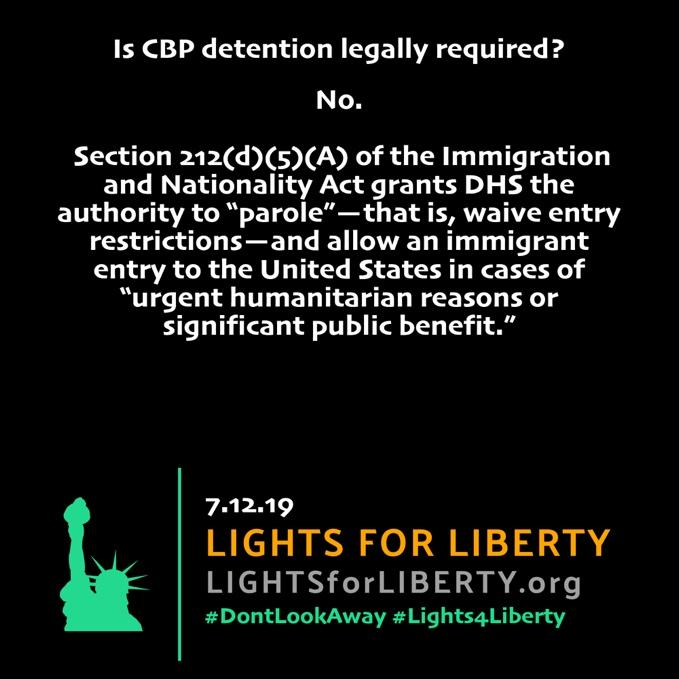 Is CBP detention legally required?
No.
Section 212(d)(5)(A) of the Immigration
and Nationality Act grants DHS the
authority to “parole”—that is, waive entry
restrictions—and allow an immigrant
entry to the United States in cases of
“urgent humanitarian reasons or
significant public benefit.”
7.12.19
LIGHTS FOR LIBERTY
LIGHTSforLIBERTY.org
#DontLookAway #Lights4Liberty